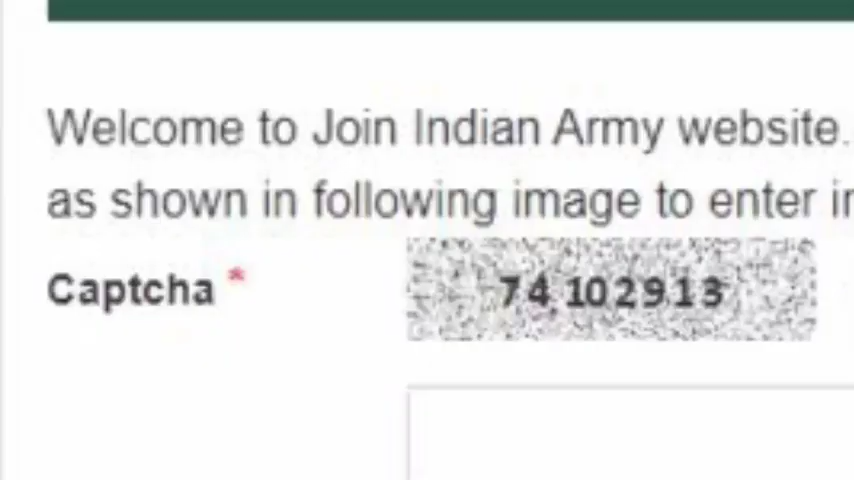 Welcome to Join Indian Army website.
as shown in following image to enter
Captcha *
74102913